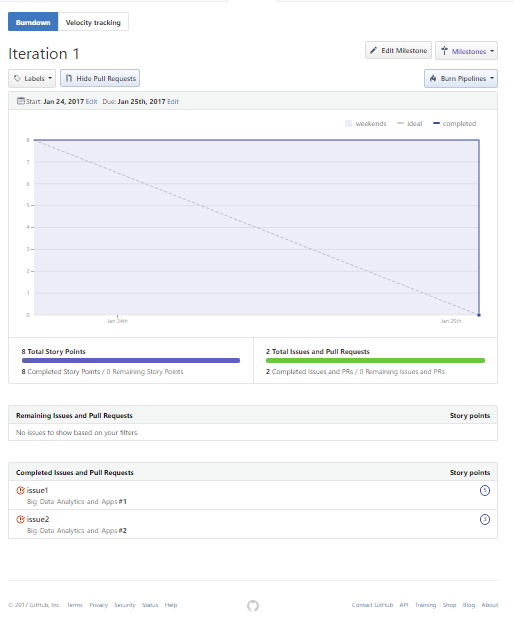 Burndown Velocity tracking
Iteration 1
Edit Milestone Milestones
Labels Hide Pull Requests Burn Pipelines
Start: Jan 24, 2017 Edit Due: Jan 25th, 2017 Edit
weekends ideal completed
8
7
6
5
4
3
2
1
0
Jan 24th Jan 25th
8 Total Story Points
8 Completed Story Points / 0 Remaining Story Points
2 Total Issues and Pull Requests
2 Completed Issues and PRs / 0 Remaining Issues and PRs
Remaining Issues and Pull Requests Story points
No issues to show based on your filters
Completed Issues and Pull Requests Story points
issue1 5
Big-Data-Analytics-and-Apps #1
issue2 3
Big-Data-Analytics-and-Apps #2
© 2017 GitHub, Inc. Terms Privacy Security Status Help Contact GitHub API Training Shop Blog About